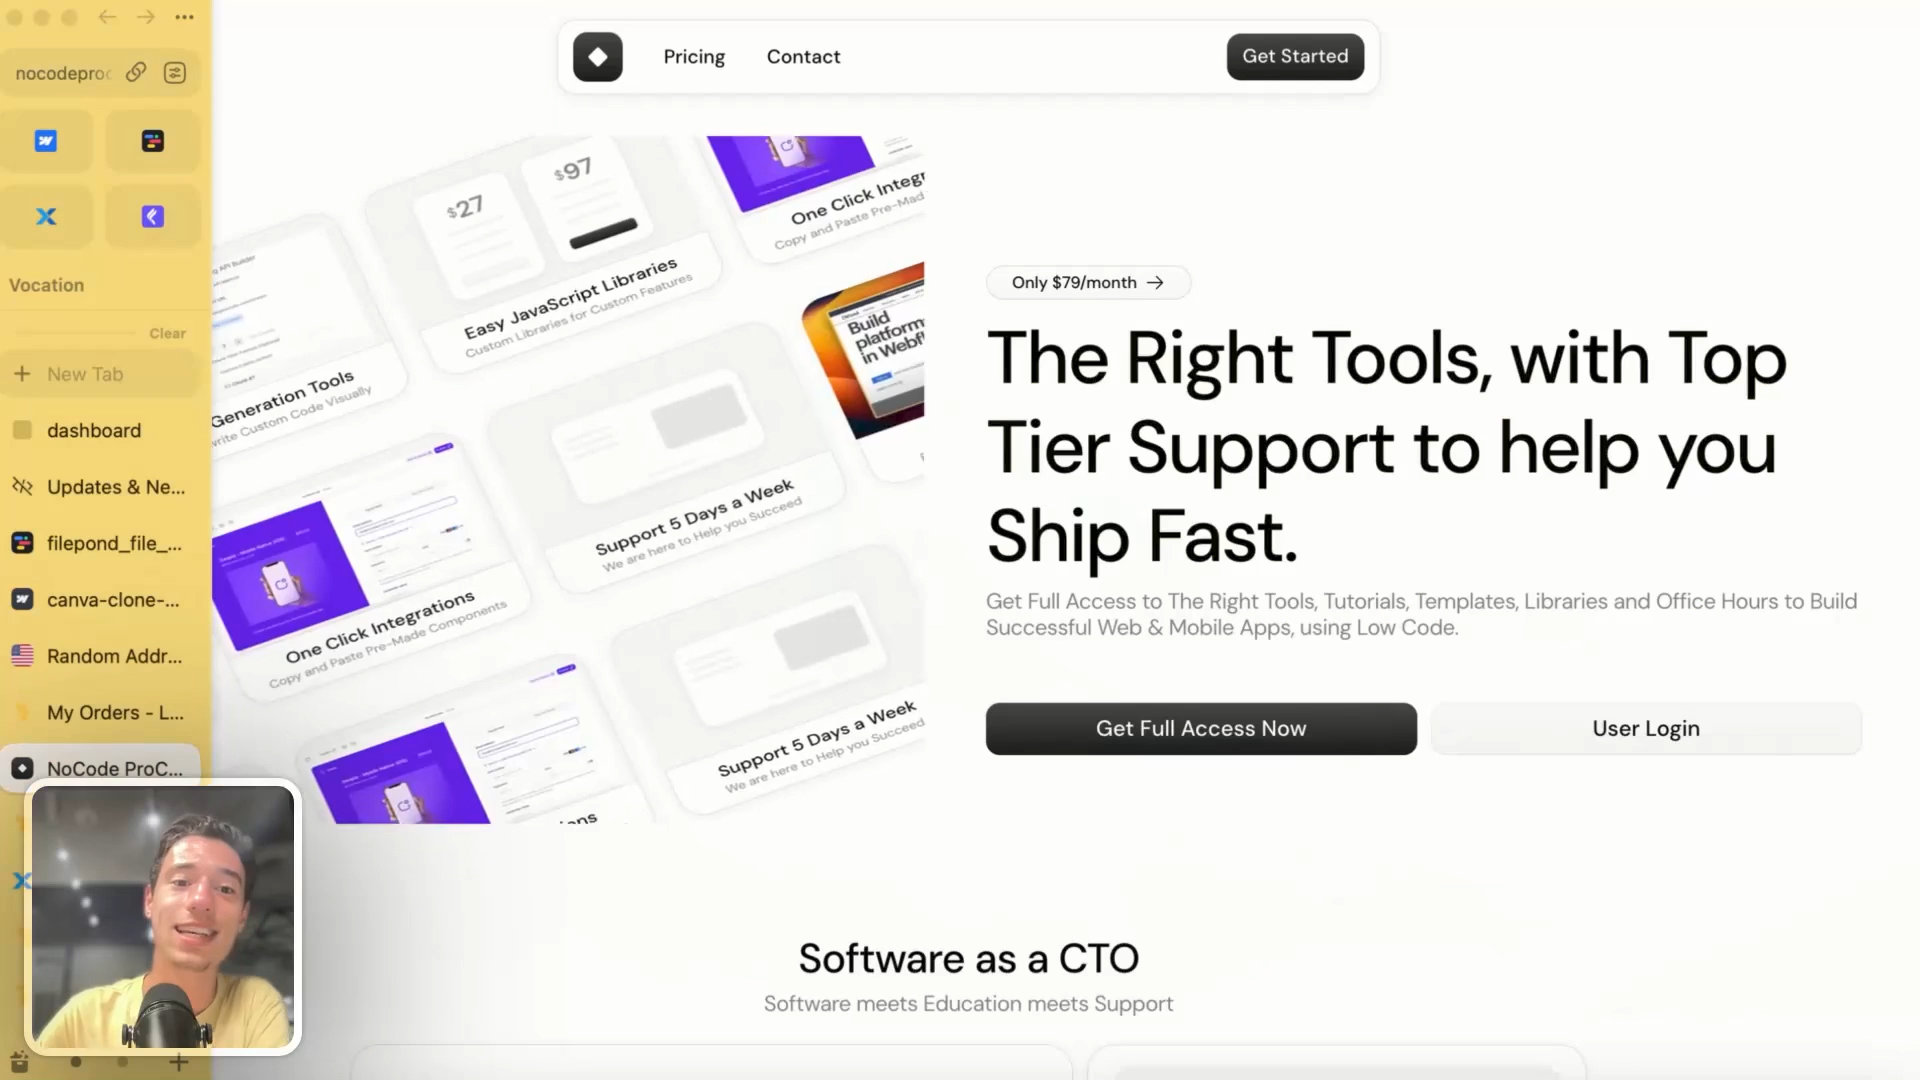 nocodeproc
Vocation
Clear
New Tab
dashboard
Updates & Ne...
filepond_file_...
canva-clone-...
Random Addr...
My Orders - L...
NoCode ProC...
Pricing
Contact
Get Started
$27
$97
Easy JavaScript Libraries
Custom Libraries for Custom Features
One Click Integr
Copy and Paste Pre-Mad
API Builder
Generation Tools
Write Custom Code Visually
Build
platform
in Webfl
Support 5 Days a Week
We are here to Help you Succeed
One Click Integrations
Copy and Paste Pre-Made Components
Support 5 Days a Week
We are here to Help you Succeed
ons
Only $79/month →
The Right Tools, with Top
Tier Support to help you
Ship Fast.
Get Full Access to The Right Tools, Tutorials, Templates, Libraries and Office Hours to Build
Successful Web & Mobile Apps, using Low Code.
Get Full Access Now
User Login
Software as a CTO
Software meets Education meets Support